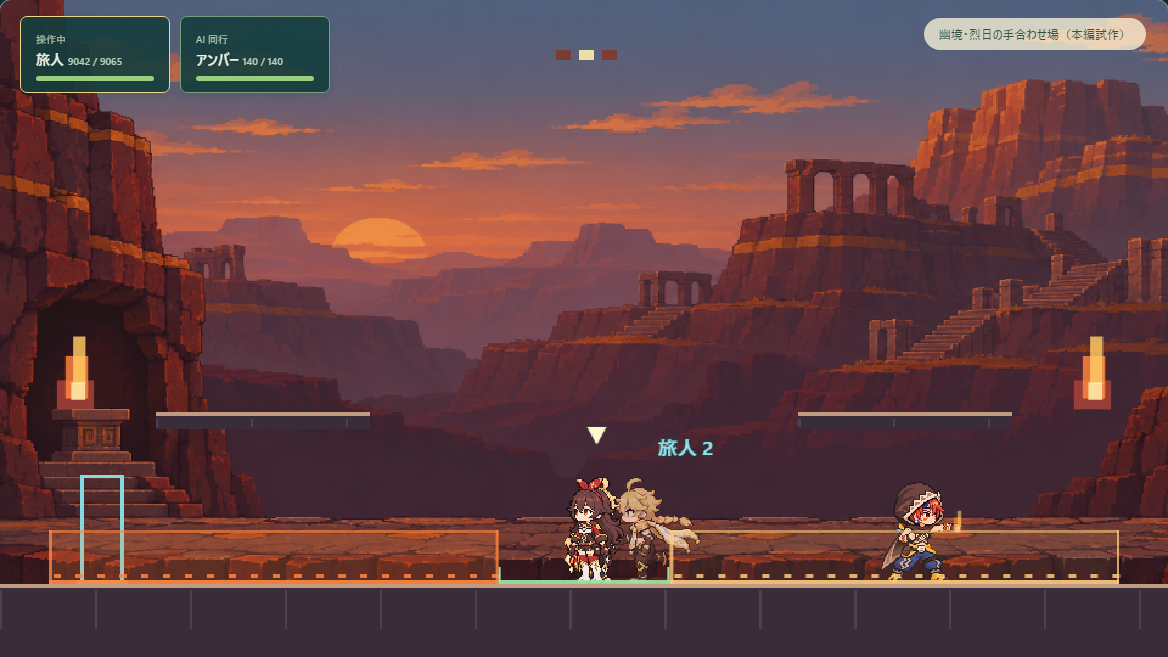 操作中
旅人 9042 / 9065
AI 同行
アンバー 140 / 140
幽境・烈日の手合わせ場（本編試作）
旅人 2